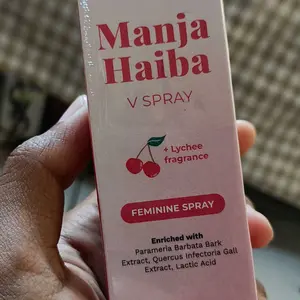 Manja
Haiba
V SPRAY
+ Lychee
fragrance
FEMININE SPRAY
Enriched with
Parameria Barbata Bark
Extract, Quercus Infectoria Gall
Extract, Lactic Acid